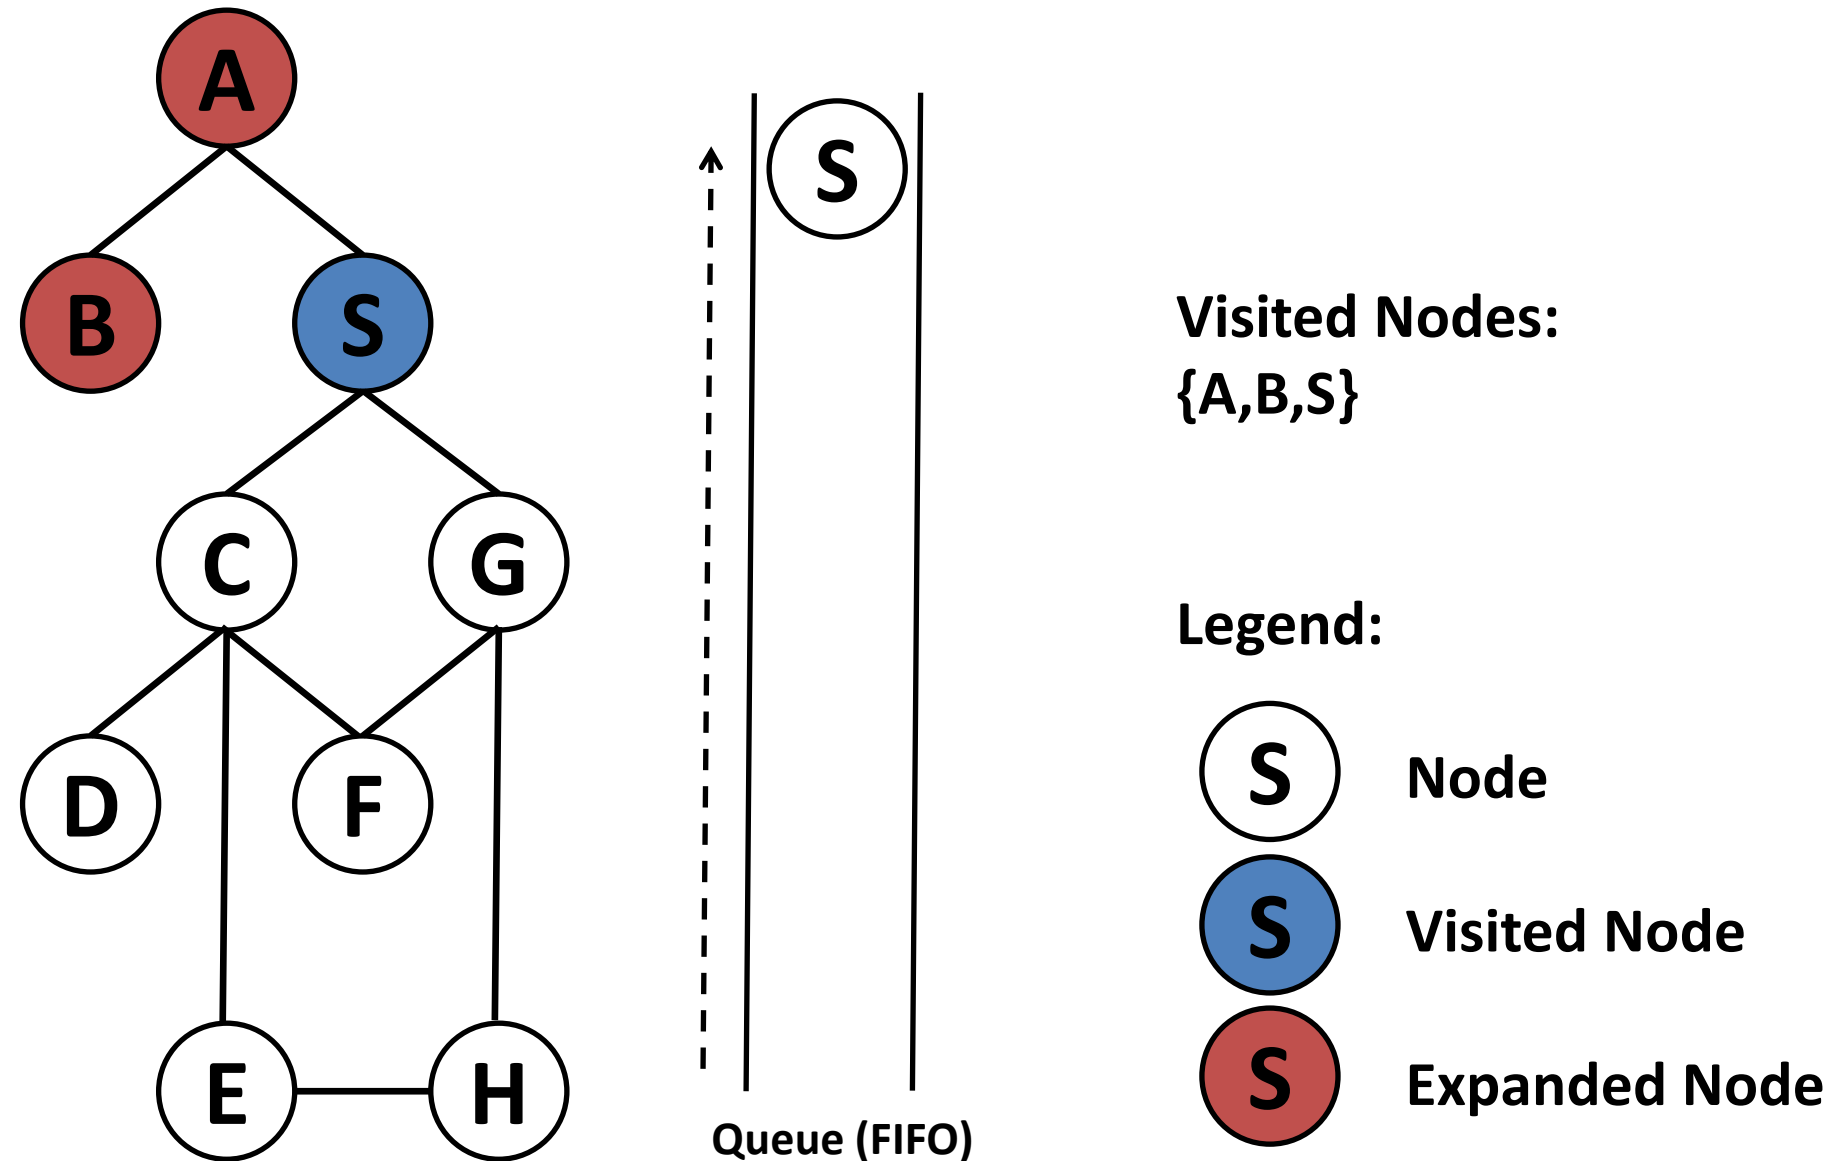 A
B
S
C
G
D
F
E
H
S
Queue (FIFO)
Visited Nodes:
{A,B,S}
Legend:
S Node
S Visited Node
S Expanded Node